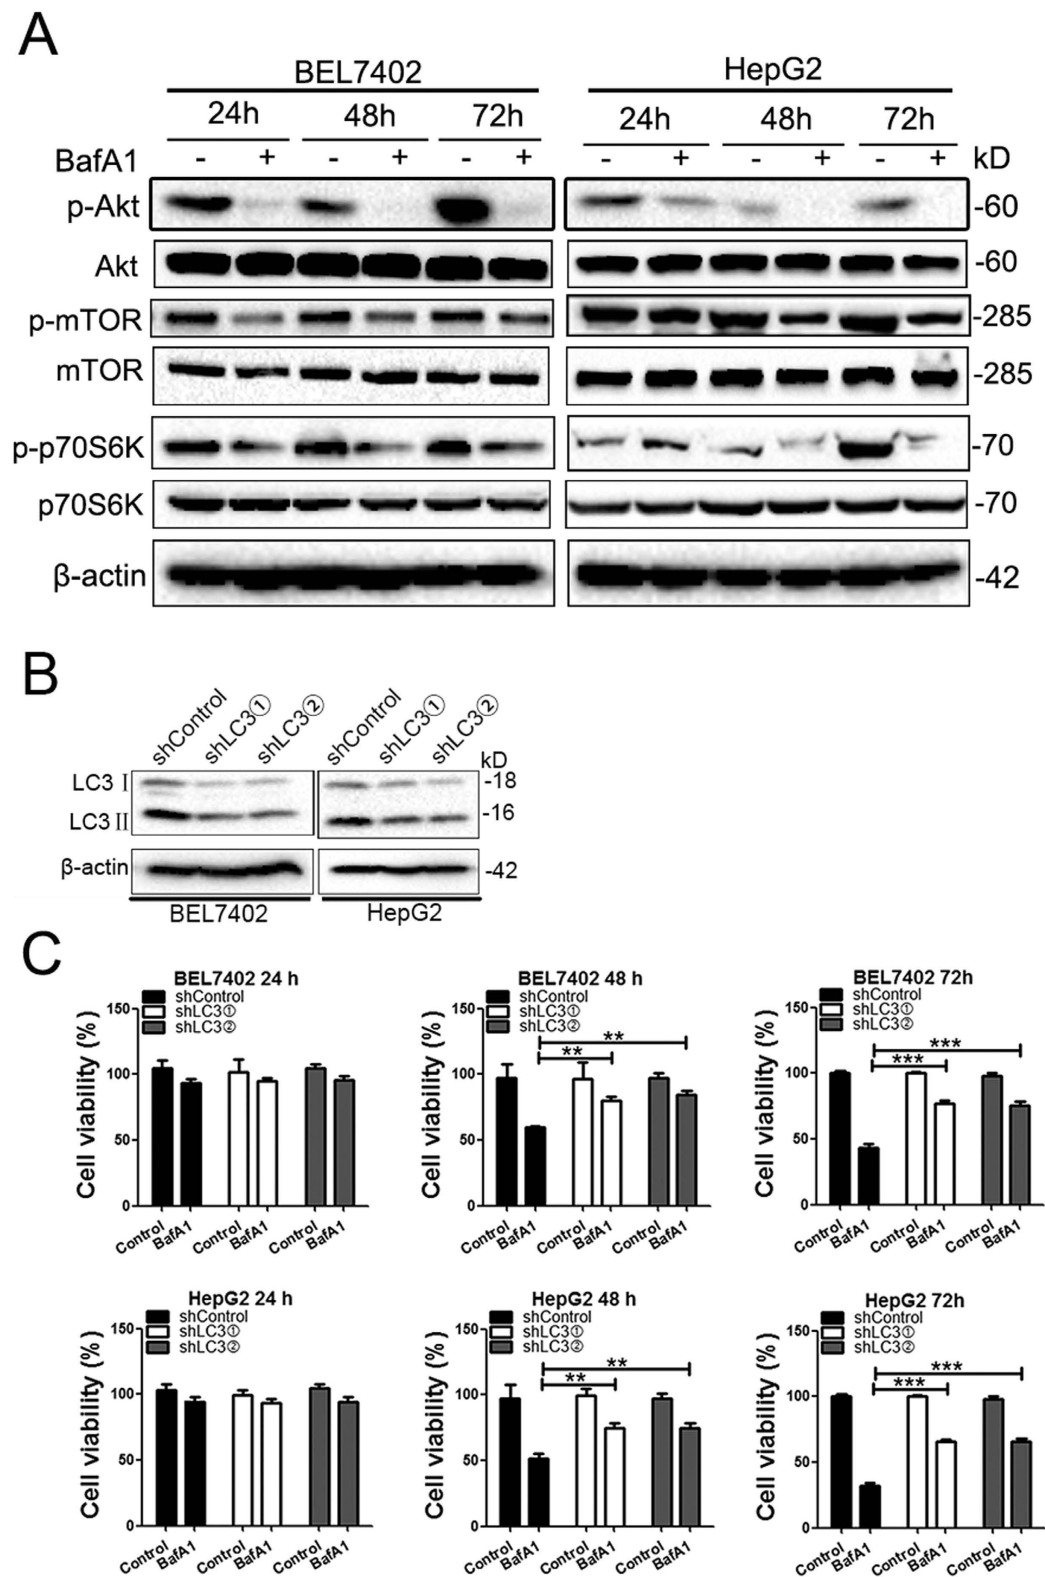 A
BEL7402 HepG2
24h 48h 72h 24h 48h 72h
BafA1 - + - + - + - + - + - + kD
p-Akt -60
Akt -60
p-mTOR -285
mTOR -285
p-p70S6K -70
p70S6K -70
β-actin -42
B
shControl shLC3① shLC3② shControl shLC3① shLC3② kD
LC3 Ⅰ -18
LC3 Ⅱ -16
β-actin -42
BEL7402 HepG2
C
BEL7402 24 h
shControl
shLC3①
shLC3②
Cell viability (%)
150
100
50
0
Control BafA1 Control BafA1 Control BafA1
BEL7402 48 h
shControl
shLC3①
shLC3②
Cell viability (%)
150
100
50
0
** **
Control BafA1 Control BafA1 Control BafA1
BEL7402 72h
shControl
shLC3①
shLC3②
Cell viability (%)
150
100
50
0
*** ***
Control BafA1 Control BafA1 Control BafA1
HepG2 24 h
shControl
shLC3①
shLC3②
Cell viability (%)
150
100
50
0
Control BafA1 Control BafA1 Control BafA1
HepG2 48 h
shControl
shLC3①
shLC3②
Cell viability (%)
150
100
50
0
** **
Control BafA1 Control BafA1 Control BafA1
HepG2 72h
shControl
shLC3①
shLC3②
Cell viability (%)
150
100
50
0
*** ***
Control BafA1 Control BafA1 Control BafA1